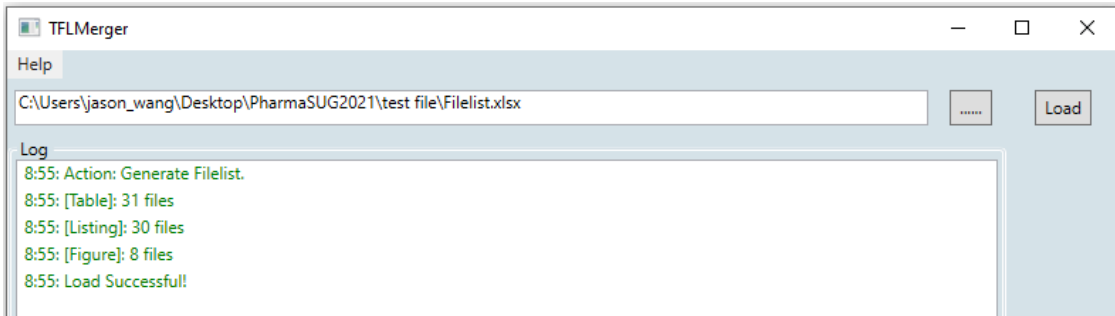 TFLMerger
Help
C:\Users\jason_wang\Desktop\PharmaSUG2021\test file\Filelist.xlsx
......
Load
Log
8:55: Action: Generate Filelist.
8:55: [Table]: 31 files
8:55: [Listing]: 30 files
8:55: [Figure]: 8 files
8:55: Load Successful!